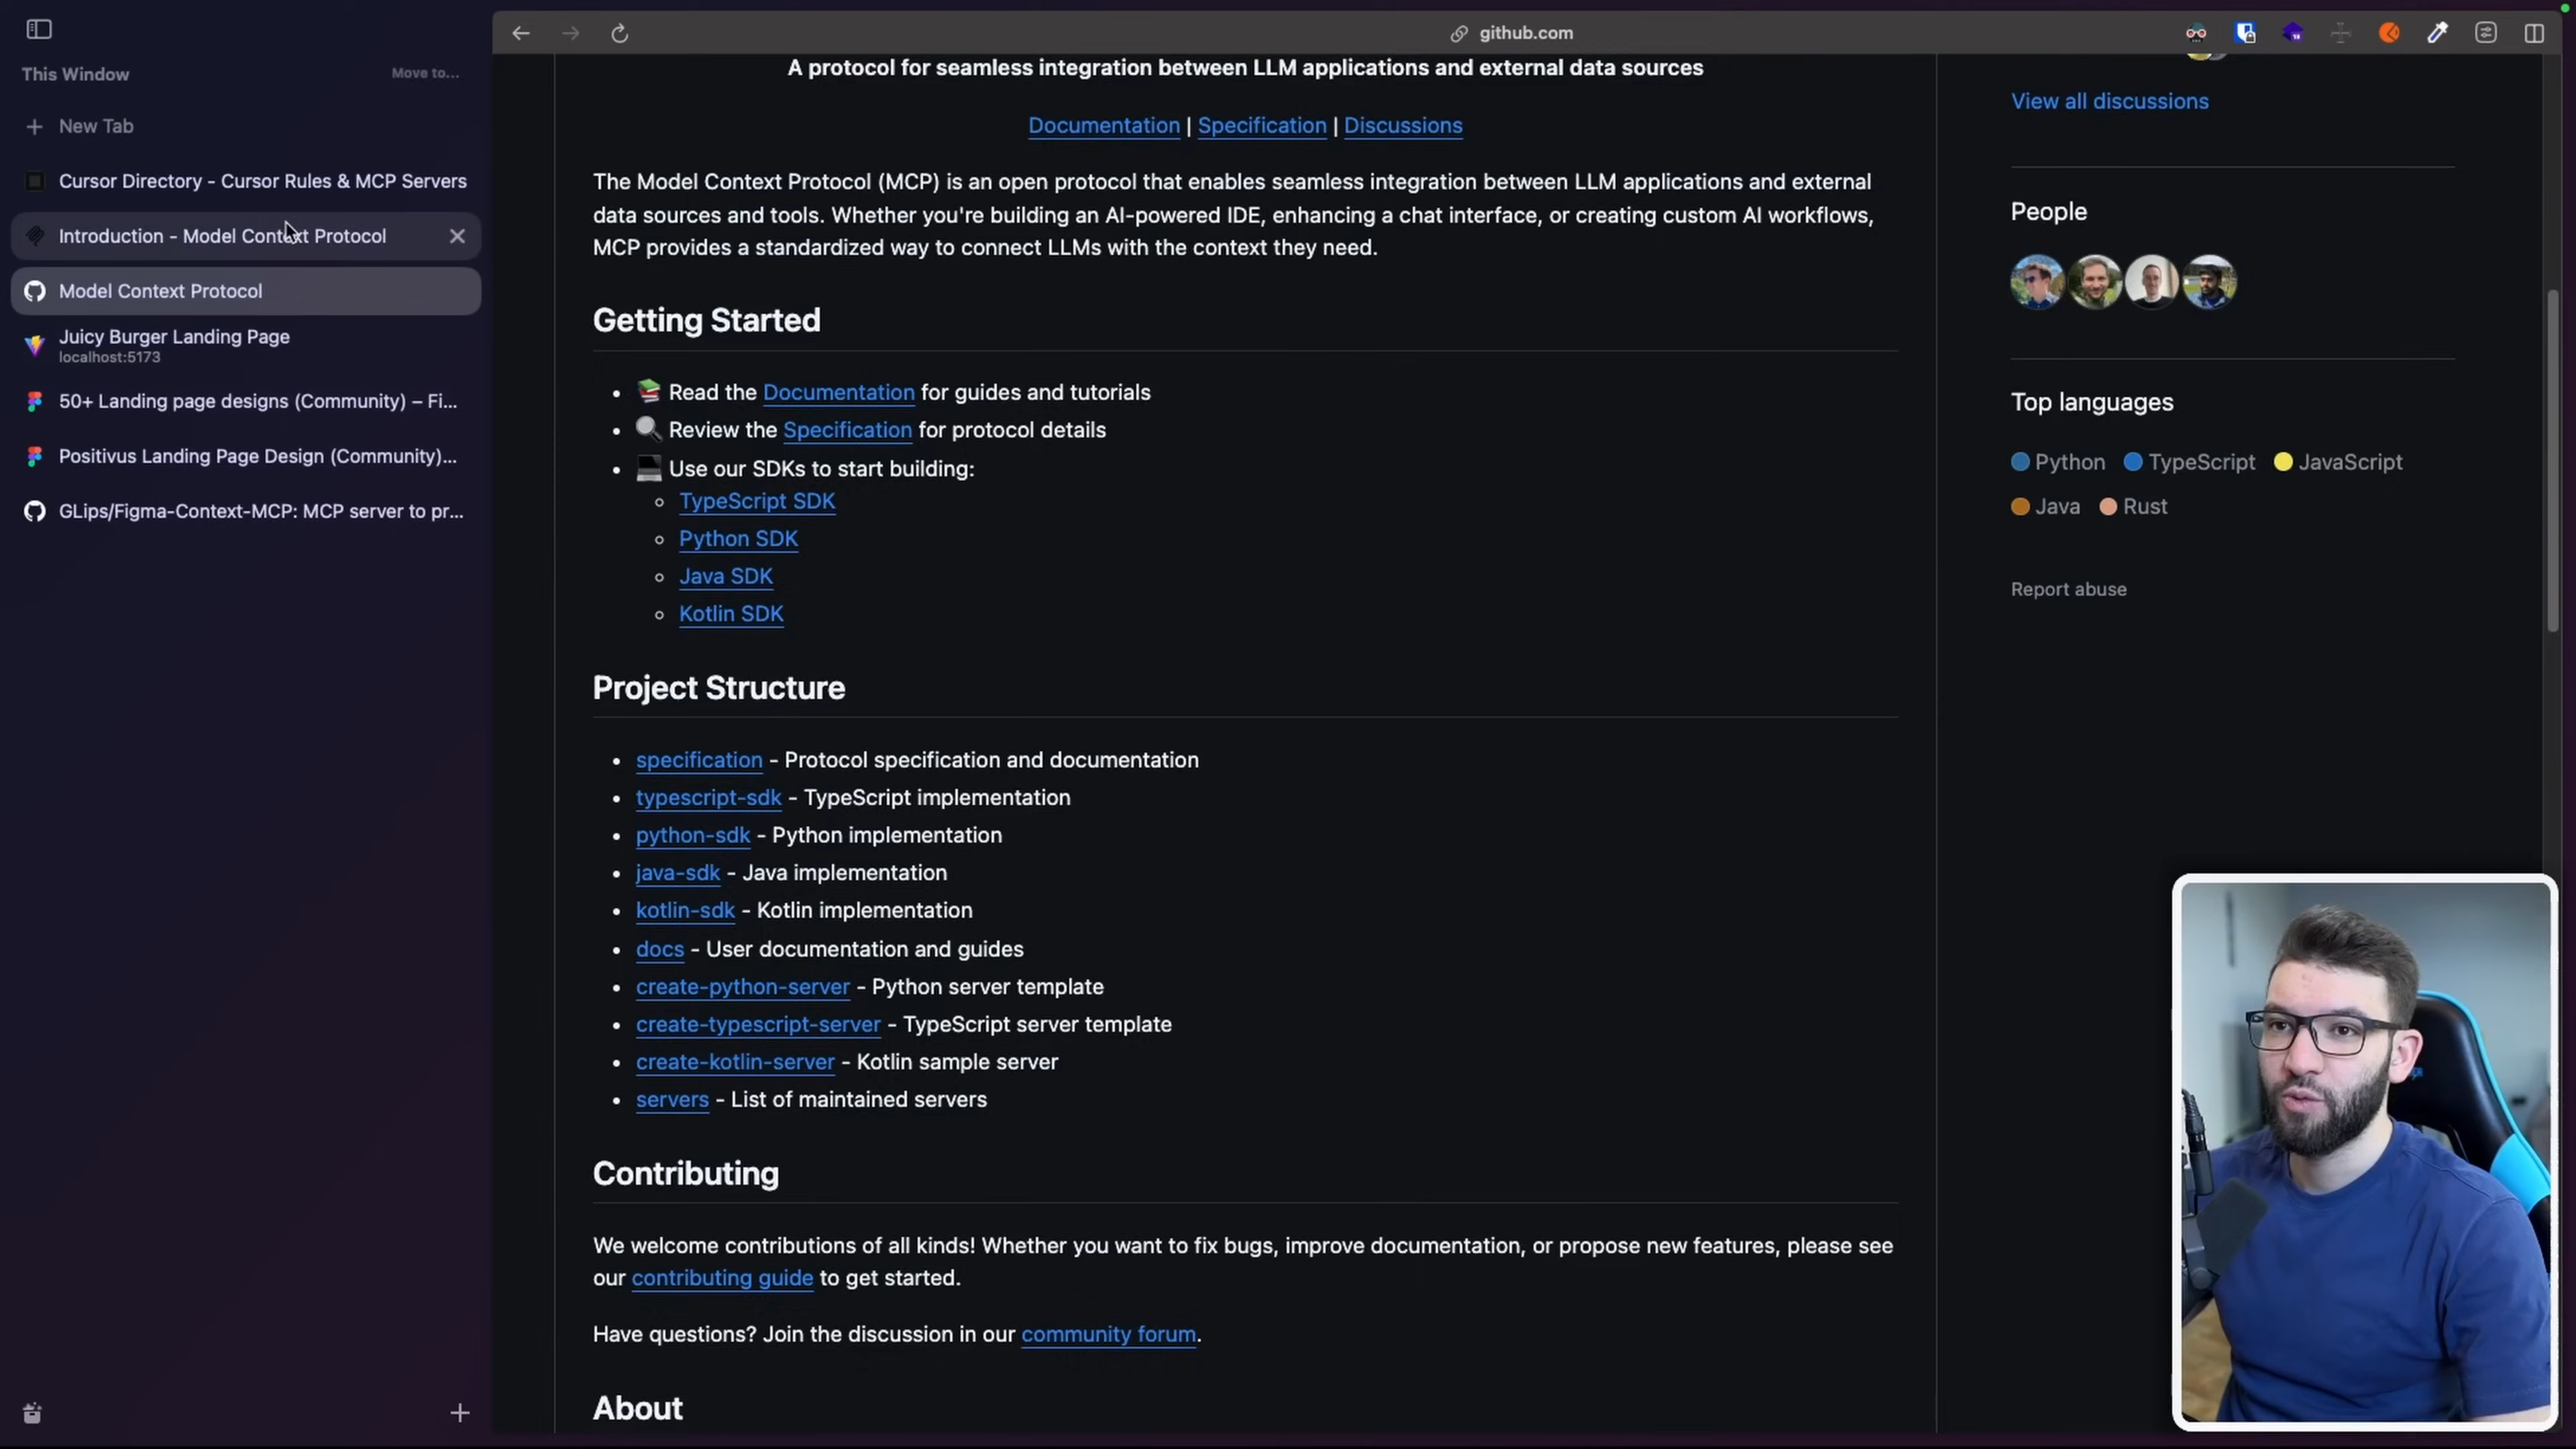 This Window
Move to...
New Tab
Cursor Directory - Cursor Rules & MCP Servers
Introduction - Model Context Protocol
Model Context Protocol
Juicy Burger Landing Page
localhost:5173
50+ Landing page designs (Community) – Fi...
Positivus Landing Page Design (Community)...
GLips/Figma-Context-MCP: MCP server to pr...
github.com
A protocol for seamless integration between LLM applications and external data sources
Documentation | Specification | Discussions
The Model Context Protocol (MCP) is an open protocol that enables seamless integration between LLM applications and external
data sources and tools. Whether you're building an AI-powered IDE, enhancing a chat interface, or creating custom AI workflows,
MCP provides a standardized way to connect LLMs with the context they need.
Getting Started
• 📚 Read the Documentation for guides and tutorials
• 🔍 Review the Specification for protocol details
• 💻 Use our SDKs to start building:
○ TypeScript SDK
○ Python SDK
○ Java SDK
○ Kotlin SDK
Project Structure
• specification - Protocol specification and documentation
• typescript-sdk - TypeScript implementation
• python-sdk - Python implementation
• java-sdk - Java implementation
• kotlin-sdk - Kotlin implementation
• docs - User documentation and guides
• create-python-server - Python server template
• create-typescript-server - TypeScript server template
• create-kotlin-server - Kotlin sample server
• servers - List of maintained servers
Contributing
We welcome contributions of all kinds! Whether you want to fix bugs, improve documentation, or propose new features, please see
our contributing guide to get started.
Have questions? Join the discussion in our community forum.
About
View all discussions
People
Top languages
Python TypeScript JavaScript
Java Rust
Report abuse